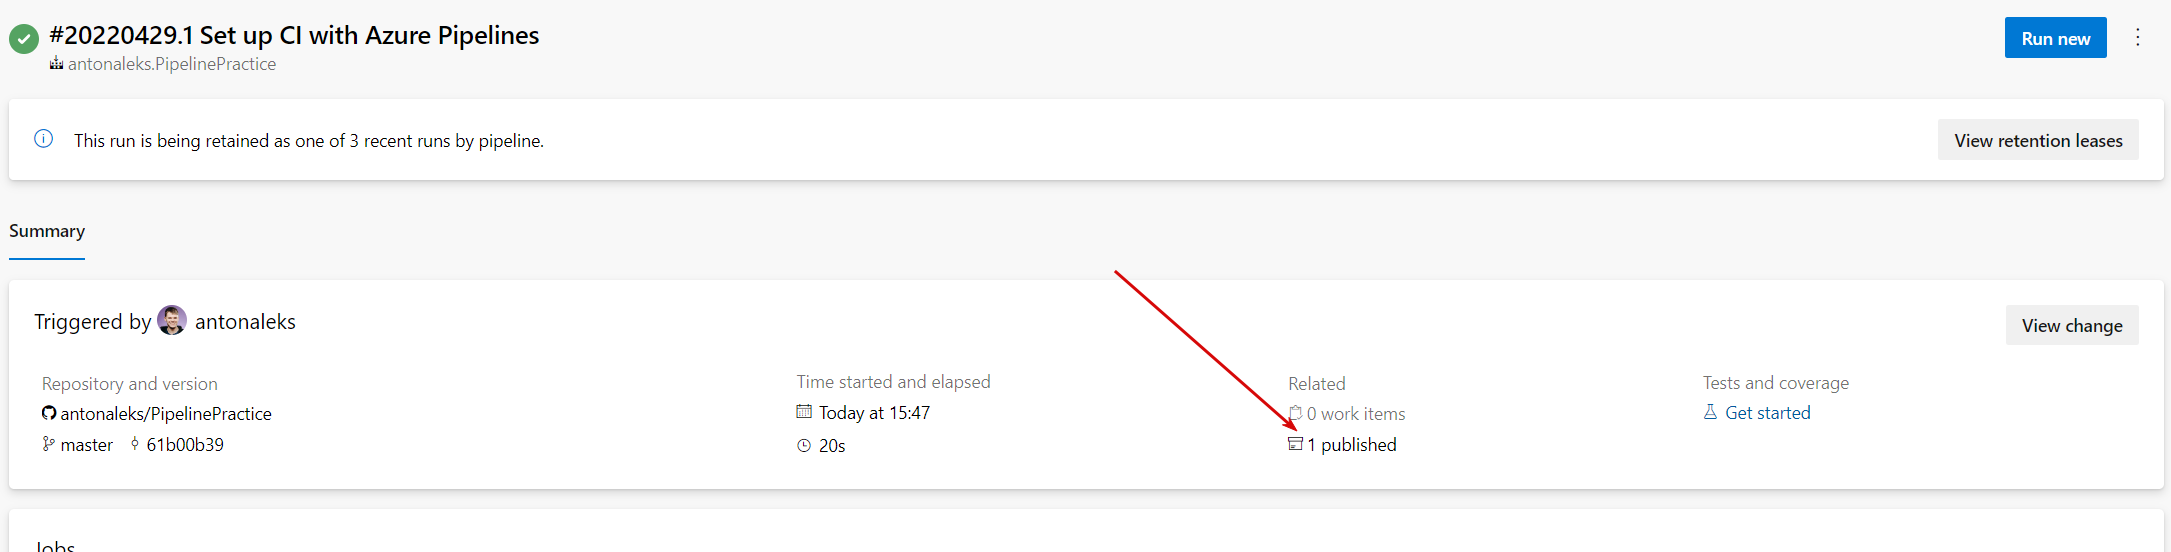 #20220429.1 Set up CI with Azure Pipelines
Run new
antonaleks.PipelinePractice
This run is being retained as one of 3 recent runs by pipeline.
View retention leases
Summary
Triggered by antonaleks
View change
Repository and version
antonaleks/PipelinePractice
master 61b00b39
Time started and elapsed
Today at 15:47
20s
Related
0 work items
1 published
Tests and coverage
Get started
Jobs